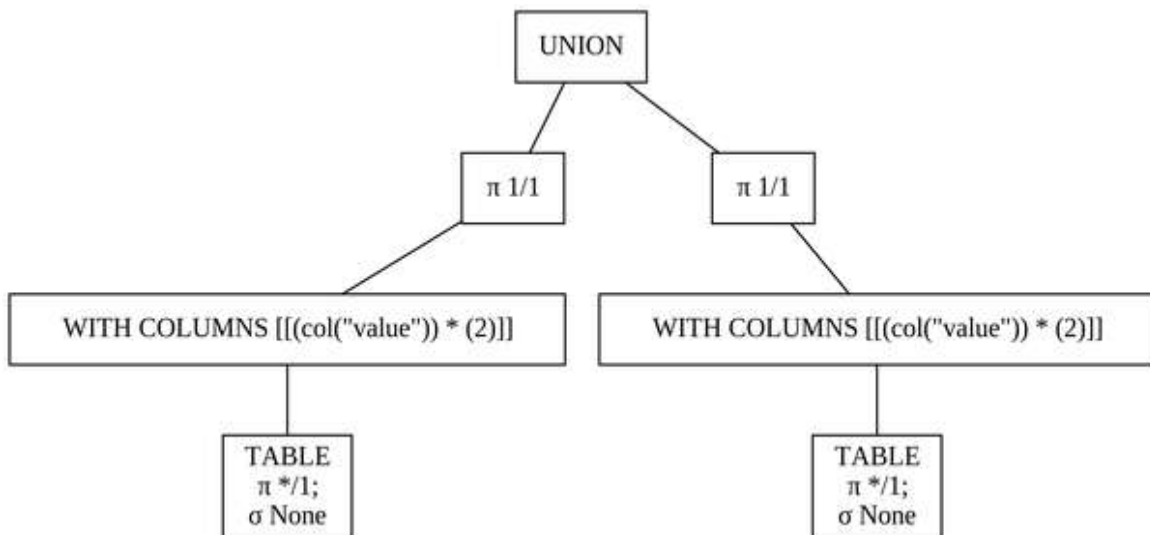 UNION
π 1/1
π 1/1
WITH COLUMNS [[(col("value")) * (2)]]
WITH COLUMNS [[(col("value")) * (2)]]
TABLE
π */1;
σ None
TABLE
π */1;
σ None